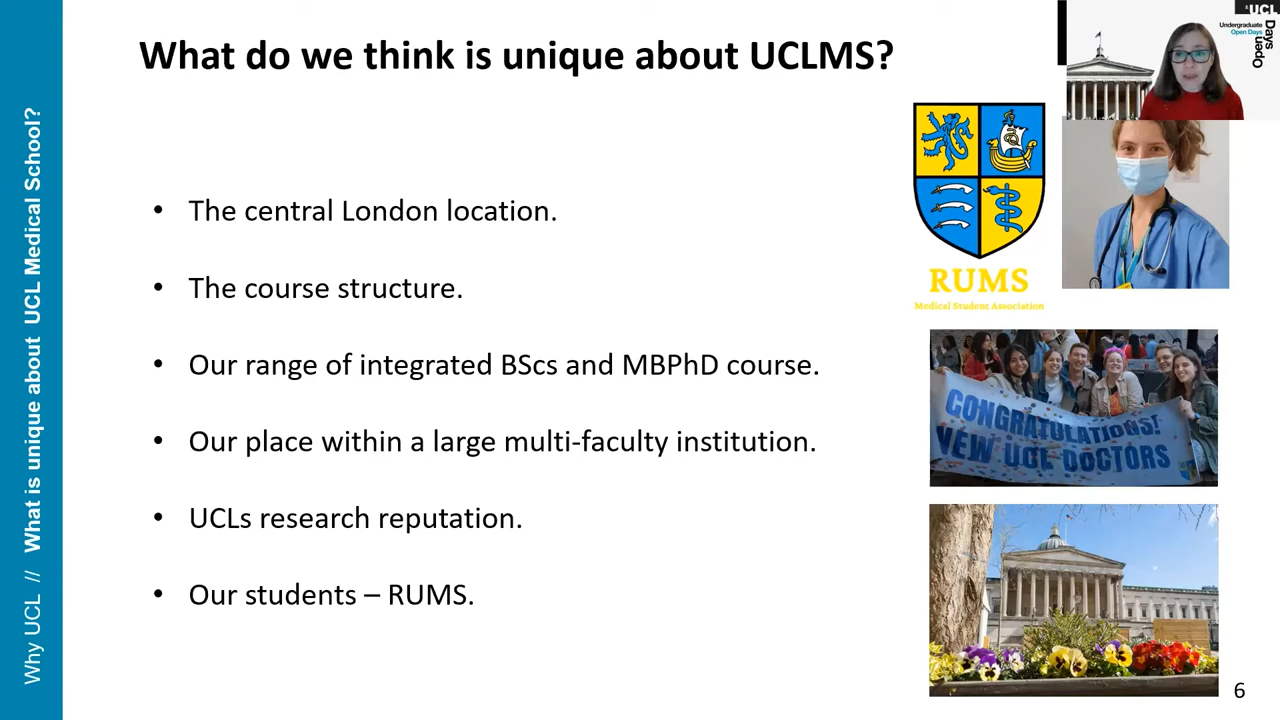 What do we think is unique about UCLMS?
• The central London location.
• The course structure.
• Our range of integrated BScs and MBPhD course.
• Our place within a large multi-faculty institution.
• UCLs research reputation.
• Our students – RUMS.
Why UCL // What is unique about UCL Medical School?
UCL
Undergraduate
Open Days
Open
Days
RUMS
Medical Student Association
CONGRATULATIONS!
NEW UCL DOCTORS
6